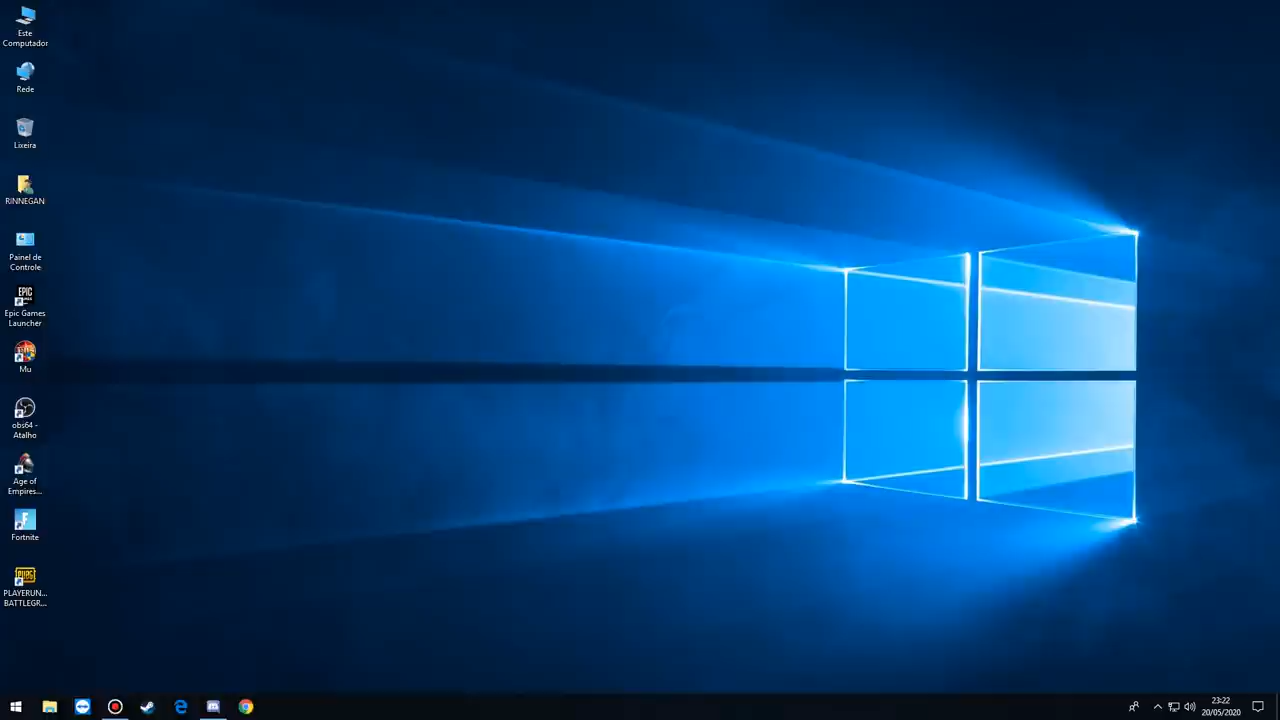 Este
Computador
Rede
Lixeira
RINNEGAN
Painel de
Controle
EPIC
Epic Games
Launcher
Mu
obs64 -
Atalho
Age of
Empires...
F
Fortnite
PUBG
PLAYERUN...
BATTLEGR...
23:22
20/05/2020